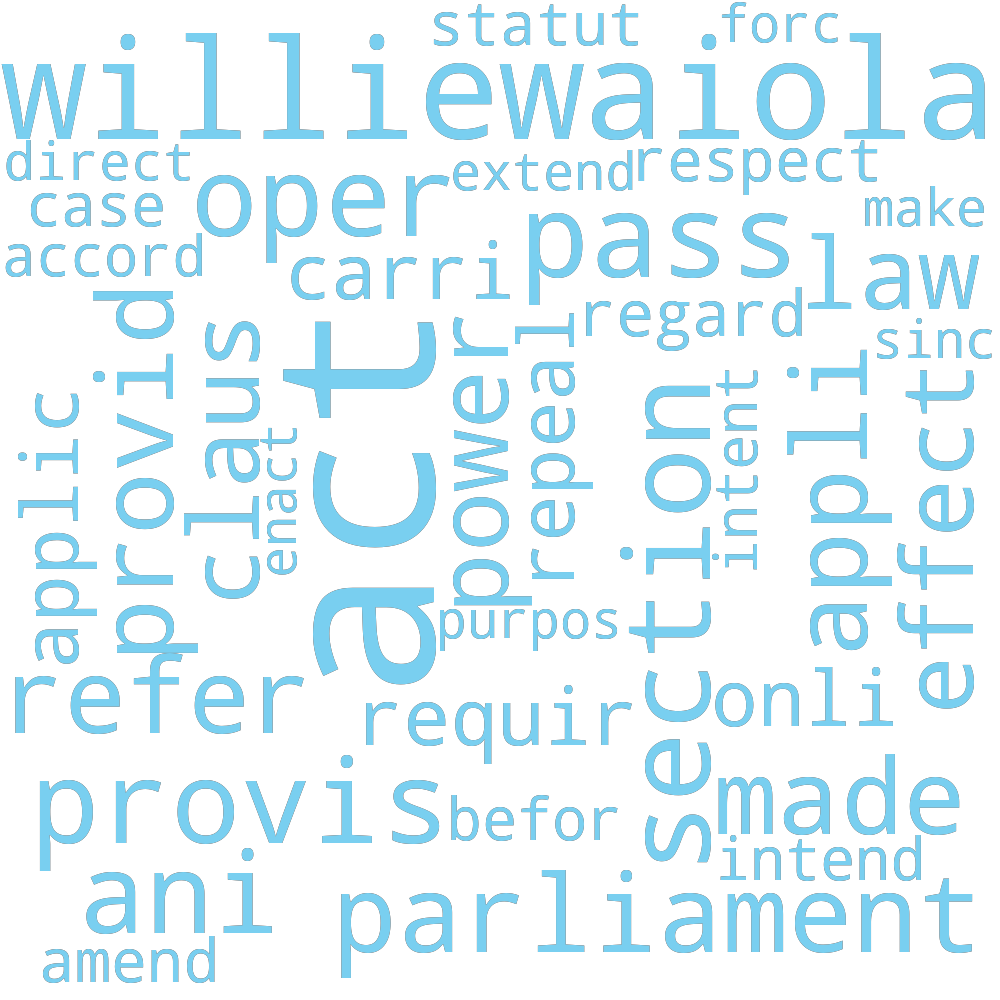 statut
forc
williewaiola
direct
extend
respect
case
oper
pass
make
accord
carri
law
provid
regard
sinc
claus
act
power
repeal
appli
effect
applic
enact
section
intent
purpos
refer
requir
onli
provis
befor
made
intend
ani
parliament
amend